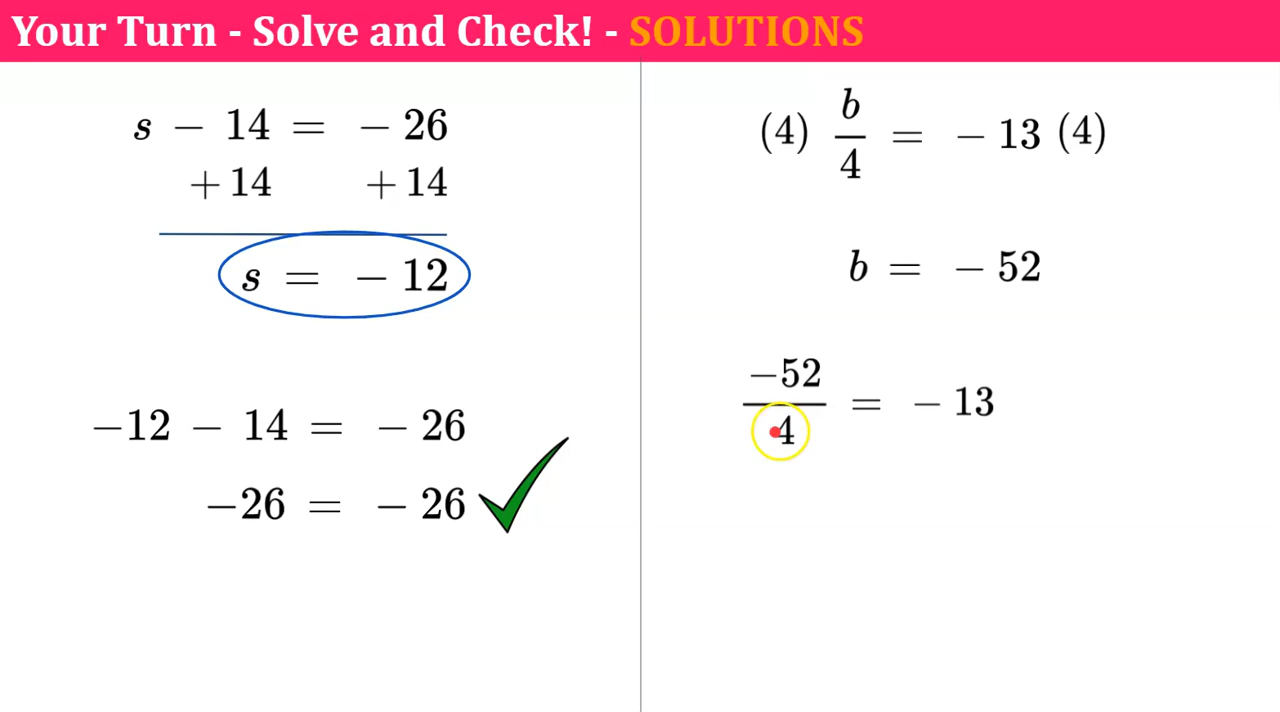 Your Turn - Solve and Check! - SOLUTIONS
s − 14 = − 26
+ 14 + 14
s = − 12
−12 − 14 = − 26
−26 = − 26
(4) b/4 = − 13 (4)
b = − 52
−52/4 = − 13